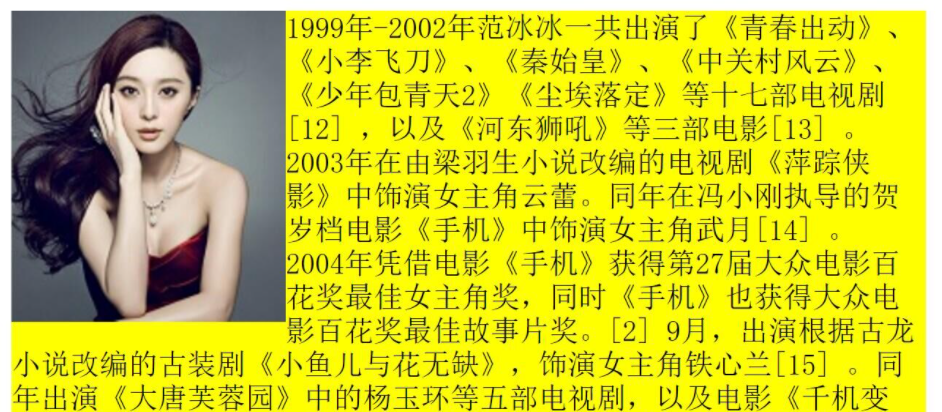 1999年-2002年范冰冰一共出演了《青春出动》、
《小李飞刀》、《秦始皇》、《中关村风云》、
《少年包青天2》《尘埃落定》等十七部电视剧
[12] ，以及《河东狮吼》等三部电影[13] 。
2003年在由梁羽生小说改编的电视剧《萍踪侠
影》中饰演女主角云蕾。同年在冯小刚执导的贺
岁档电影《手机》中饰演女主角武月[14] 。
2004年凭借电影《手机》获得第27届大众电影百
花奖最佳女主角奖，同时《手机》也获得大众电
影百花奖最佳故事片奖。[2] 9月，出演根据古龙
小说改编的古装剧《小鱼儿与花无缺》，饰演女主角铁心兰[15] 。同
年出演《大唐芙蓉园》中的杨玉环等五部电视剧，以及电影《千机变